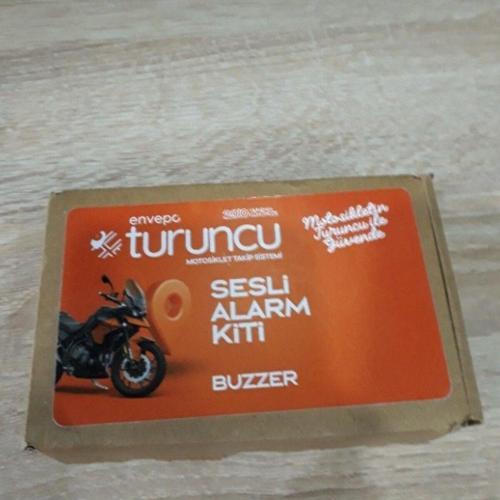 envepo
turuncu
MOTOSİKLET TAKİP SİSTEMİ
Motosikletin
Turuncu ile
Güvende
SESLİ
ALARM
KİTİ
BUZZER